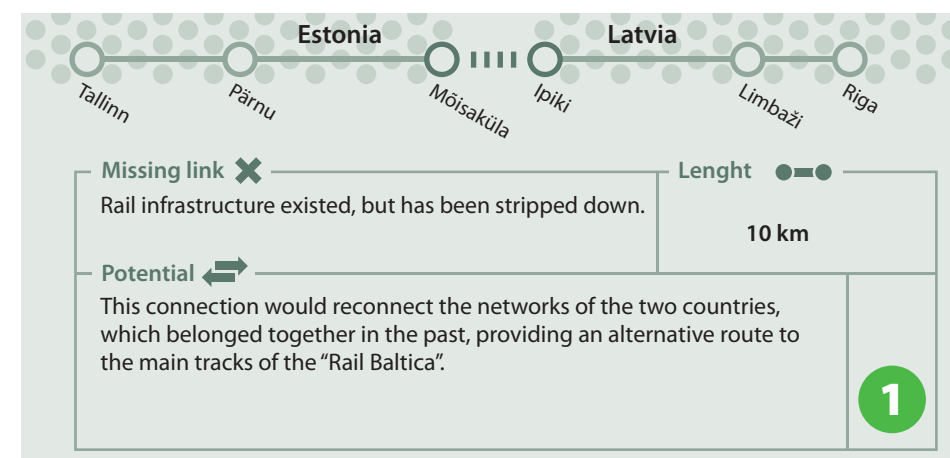 Estonia
Latvia
Tallinn
Pärnu
Mõisaküla
Ipiki
Limbaži
Riga
Missing link
Rail infrastructure existed, but has been stripped down.
Lenght
10 km
Potential
This connection would reconnect the networks of the two countries,
which belonged together in the past, providing an alternative route to
the main tracks of the “Rail Baltica”.
1